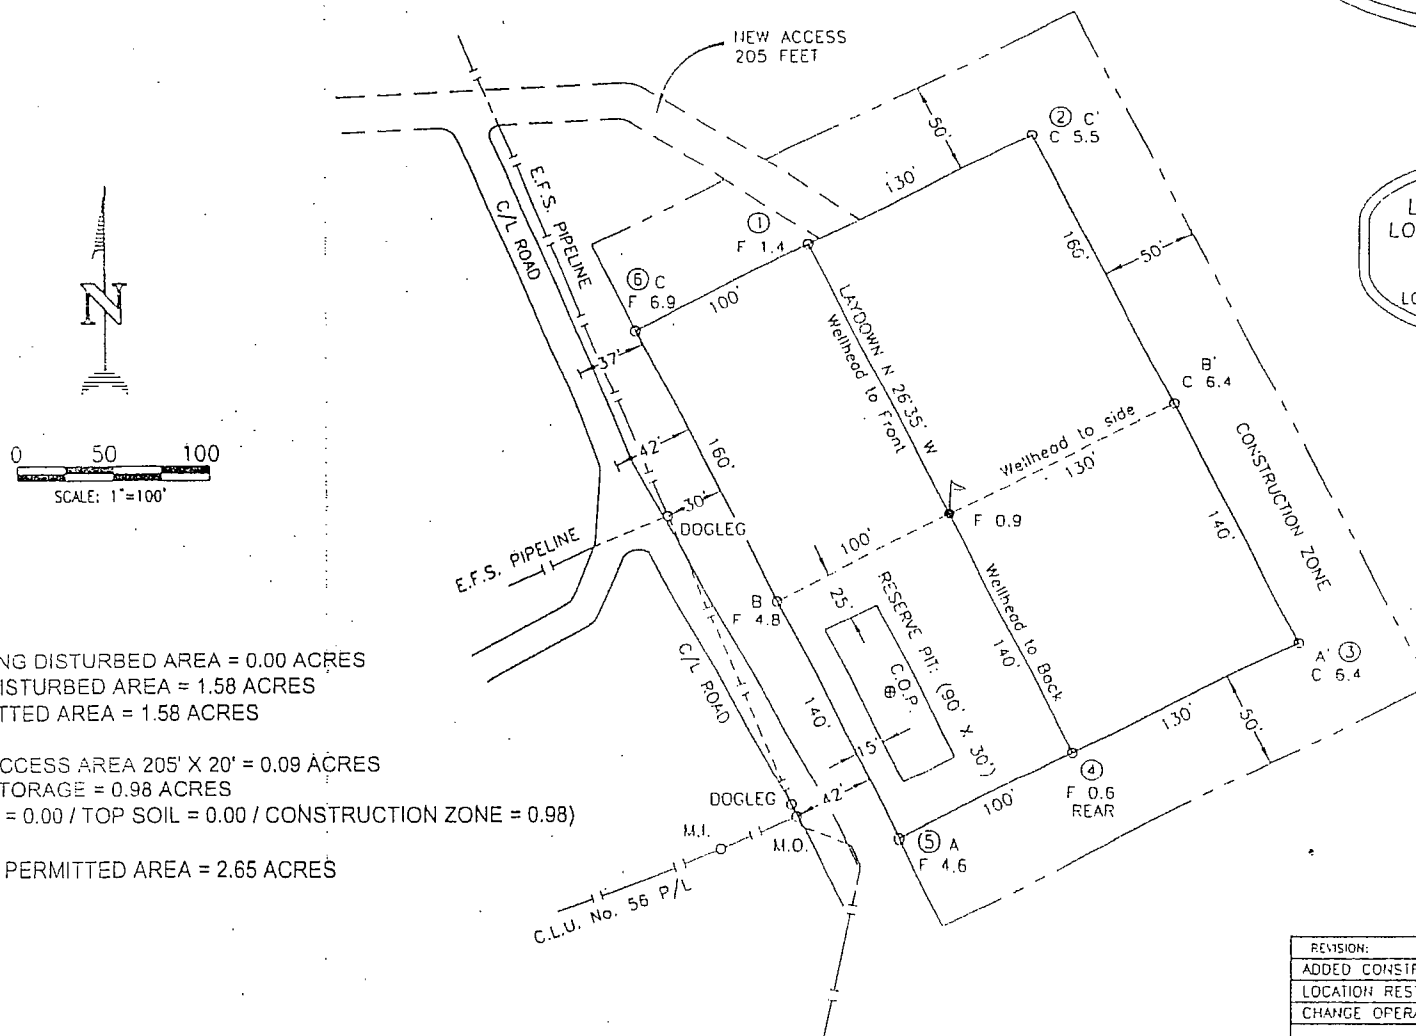 NEW ACCESS
205 FEET
② C'
C 5.5
50'
130'
①
F 1.4
⑥ C
F 6.9
100'
E.F.S. PIPELINE
C/L ROAD
160'
50'
N
37'
LAYDOWN N 26°35' W
Wellhead to Front
B'
C 6.4
0 50 100
SCALE: 1"=100'
42'
160'
Wellhead to side
130'
CONSTRUCTION ZONE
30'
DOGLEG
F 0.9
140'
E.F.S. PIPELINE
100'
B
F 4.8
25'
RESERVE PIT: (90' X 30')
C.O.P.
Wellhead to Back
140'
C/L ROAD
140'
A' ③
C 6.4
NG DISTURBED AREA = 0.00 ACRES
ISTURBED AREA = 1.58 ACRES
TTED AREA = 1.58 ACRES
CCESS AREA 205' X 20' = 0.09 ACRES
TORAGE = 0.98 ACRES
= 0.00 / TOP SOIL = 0.00 / CONSTRUCTION ZONE = 0.98)
PERMITTED AREA = 2.65 ACRES
15'
42'
130'
50'
④
F 0.6
REAR
100'
DOGLEG
M.I.
M.O.
⑤ A
F 4.6
C.L.U. No. 56 P/L
L
LO
LO
REVISION:
ADDED CONSTR
LOCATION RES
CHANGE OPERA